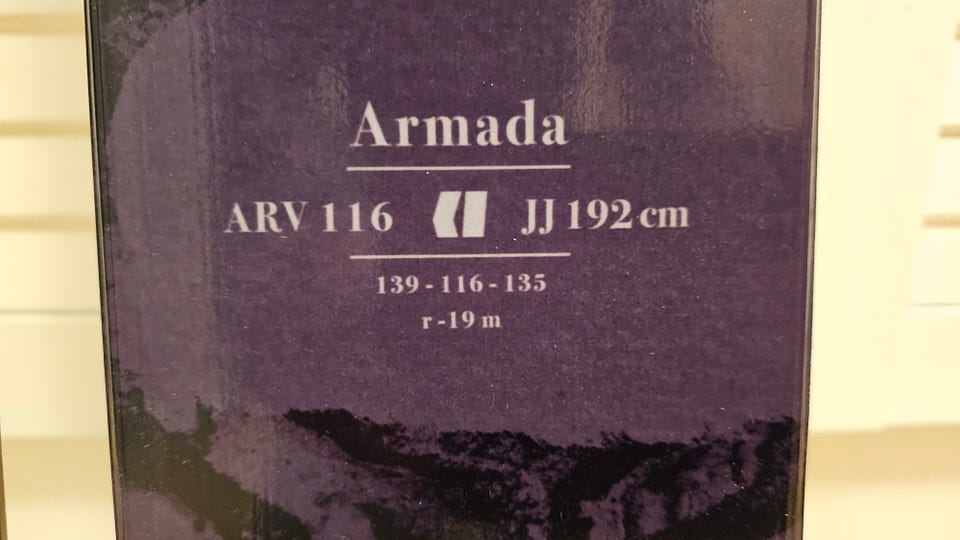 Armada
ARV 116 JJ 192 cm
139 - 116 - 135
r - 19 m